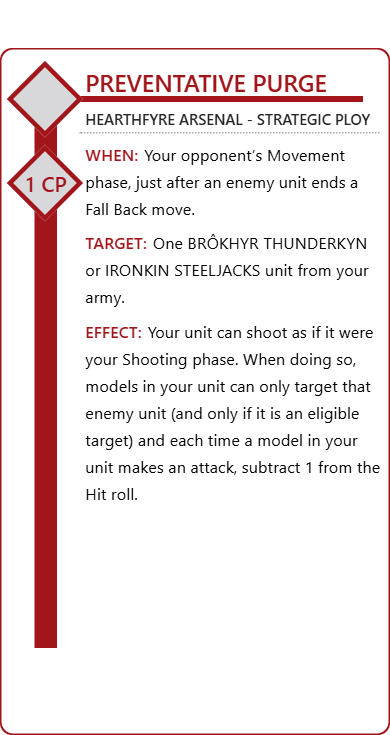 PREVENTATIVE PURGE
HEARTHFYRE ARSENAL - STRATEGIC PLOY
1 CP
WHEN: Your opponent's Movement
phase, just after an enemy unit ends a
Fall Back move.
TARGET: One BRÔKHYR THUNDERKYN
or IRONKIN STEELJACKS unit from your
army.
EFFECT: Your unit can shoot as if it were
your Shooting phase. When doing so,
models in your unit can only target that
enemy unit (and only if it is an eligible
target) and each time a model in your
unit makes an attack, subtract 1 from the
Hit roll.